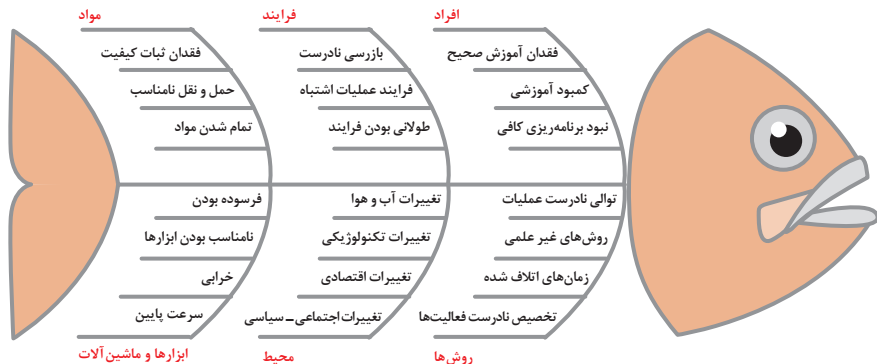 افراد
فقدان آموزش صحیح
کمبود آموزشی
نبود برنامه‌ریزی کافی
فرایند
بازرسی نادرست
فرایند عملیات اشتباه
طولانی بودن فرایند
مواد
فقدان ثبات کیفیت
حمل و نقل نامناسب
تمام شدن مواد
توالی نادرست عملیات
روش‌های غیر علمی
زمان‌های اتلاف شده
تخصیص نادرست فعالیت‌ها
روش‌ها
تغییرات آب و هوا
تغییرات تکنولوژیکی
تغییرات اقتصادی
تغییرات اجتماعی ـ سیاسی
محیط
فرسوده بودن
نامناسب بودن ابزارها
خرابی
سرعت پایین
ابزارها و ماشین آلات